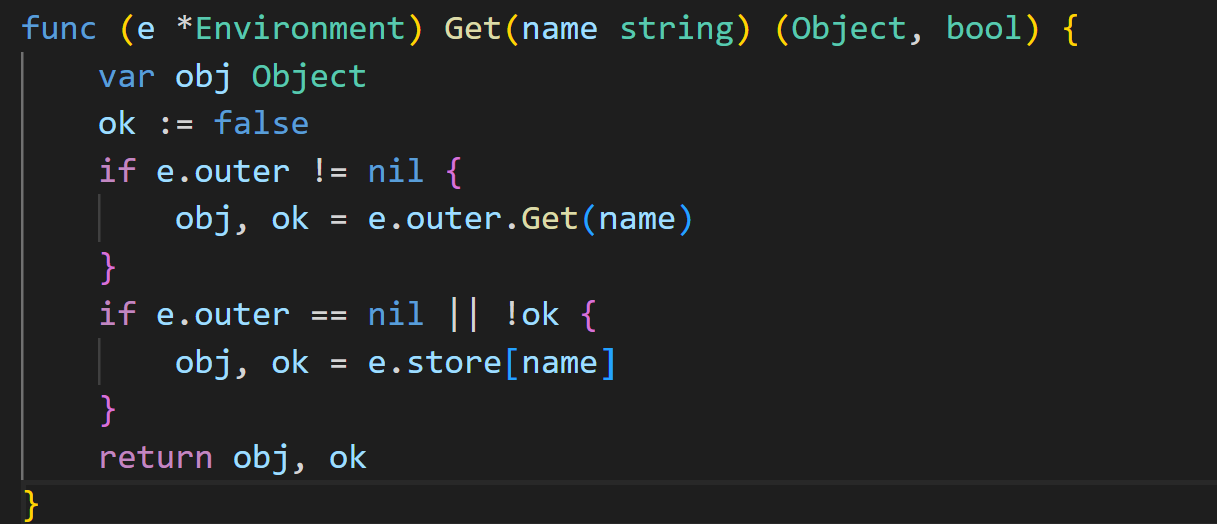 func (e *Environment) Get(name string) (Object, bool) {
    var obj Object
    ok := false
    if e.outer != nil {
        obj, ok = e.outer.Get(name)
    }
    if e.outer == nil || !ok {
        obj, ok = e.store[name]
    }
    return obj, ok
}